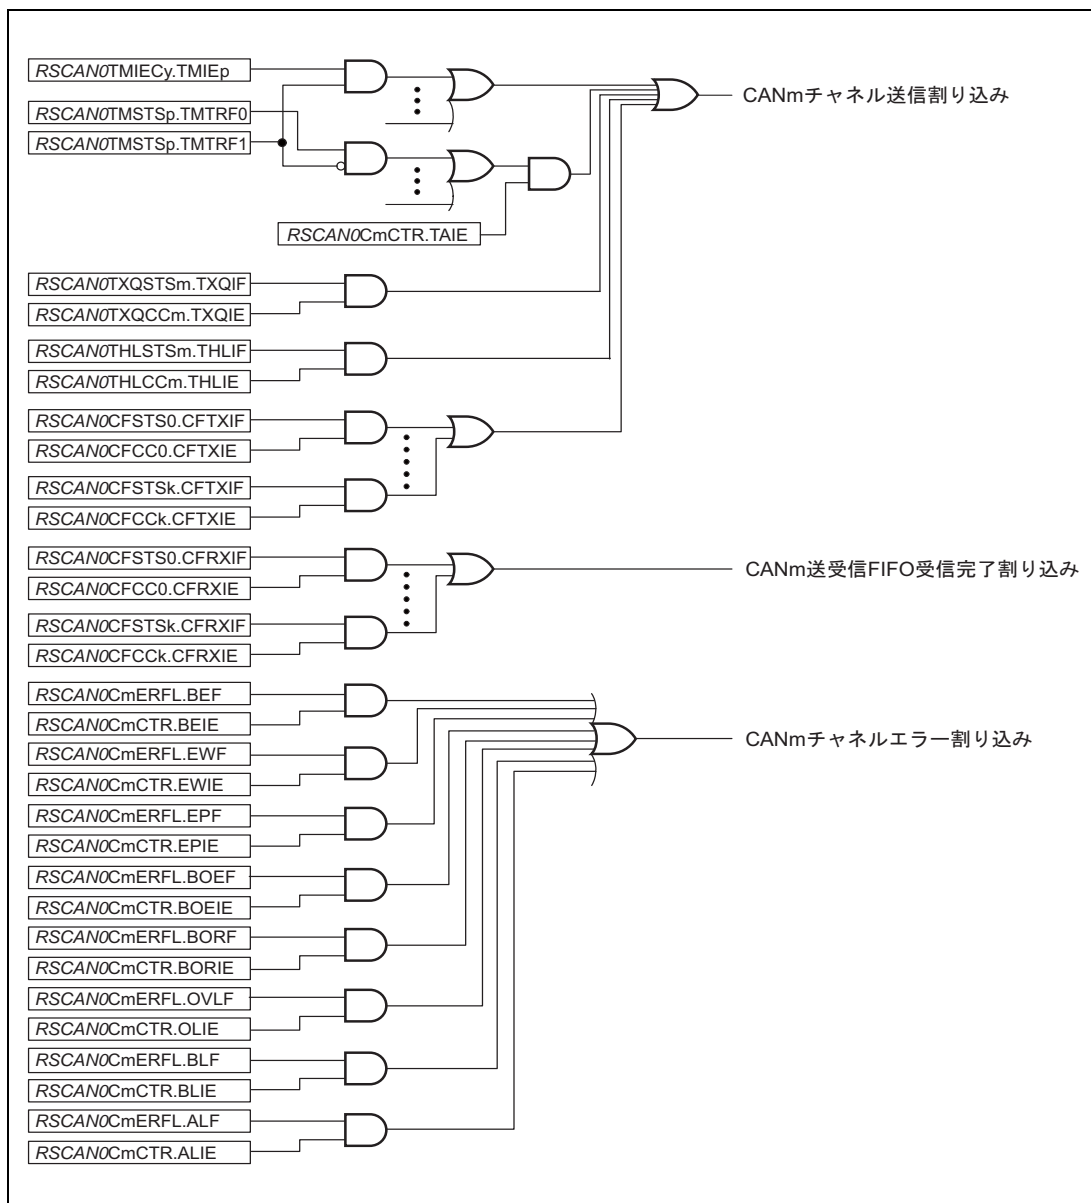 RSCAN0TMIECy.TMIEp
RSCAN0TMSTSp.TMTRF0
RSCAN0TMSTSp.TMTRF1
RSCAN0CmCTR.TAIE
CANmチャネル送信割り込み
RSCAN0TXQSTSm.TXQIF
RSCAN0TXQCCm.TXQIE
RSCAN0THLSTSm.THLIF
RSCAN0THLCCm.THLIE
RSCAN0CFSTS0.CFTXIF
RSCAN0CFCC0.CFTXIE
RSCAN0CFSTSk.CFTXIF
RSCAN0CFCCk.CFTXIE
RSCAN0CFSTS0.CFRXIF
RSCAN0CFCC0.CFRXIE
CANm送受信FIFO受信完了割り込み
RSCAN0CFSTSk.CFRXIF
RSCAN0CFCCk.CFRXIE
RSCAN0CmERFL.BEF
RSCAN0CmCTR.BEIE
CANmチャネルエラー割り込み
RSCAN0CmERFL.EWF
RSCAN0CmCTR.EWIE
RSCAN0CmERFL.EPF
RSCAN0CmCTR.EPIE
RSCAN0CmERFL.BOEF
RSCAN0CmCTR.BOEIE
RSCAN0CmERFL.BORF
RSCAN0CmCTR.BORIE
RSCAN0CmERFL.OVLF
RSCAN0CmCTR.OLIE
RSCAN0CmERFL.BLF
RSCAN0CmCTR.BLIE
RSCAN0CmERFL.ALF
RSCAN0CmCTR.ALIE